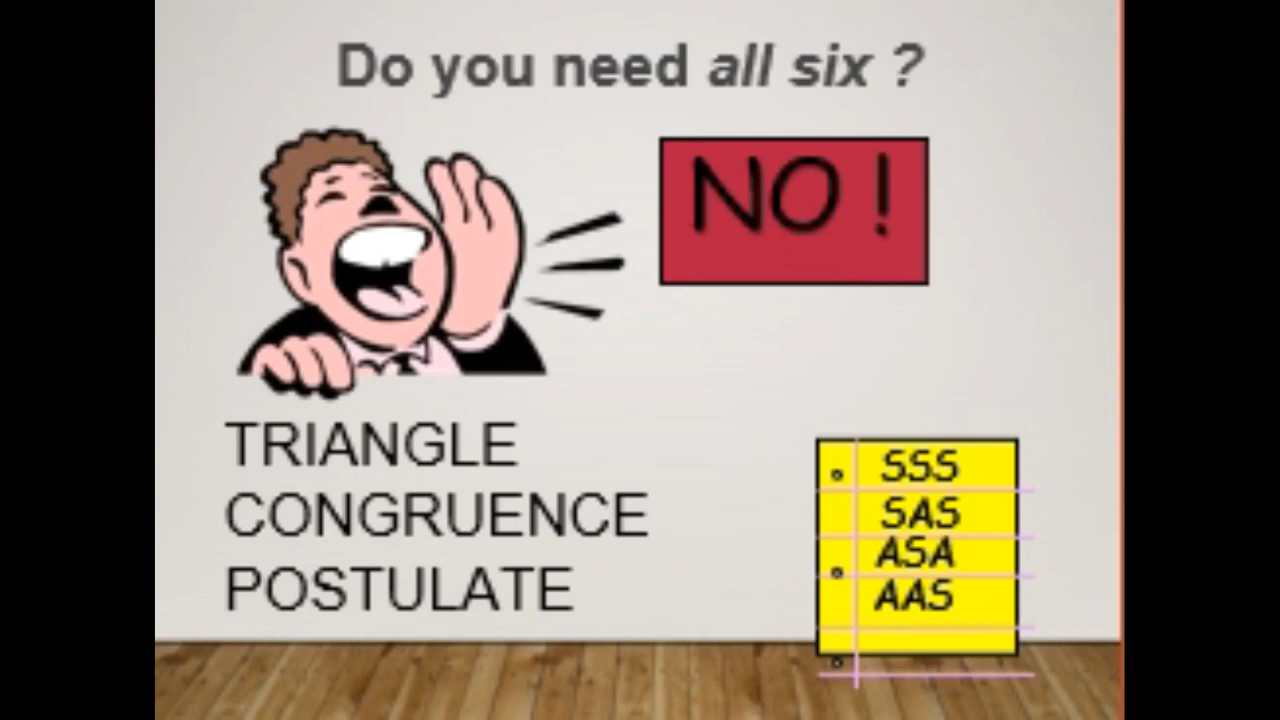 Do you need all six ?
NO !
TRIANGLE
CONGRUENCE
POSTULATE
SSS
SAS
ASA
AAS